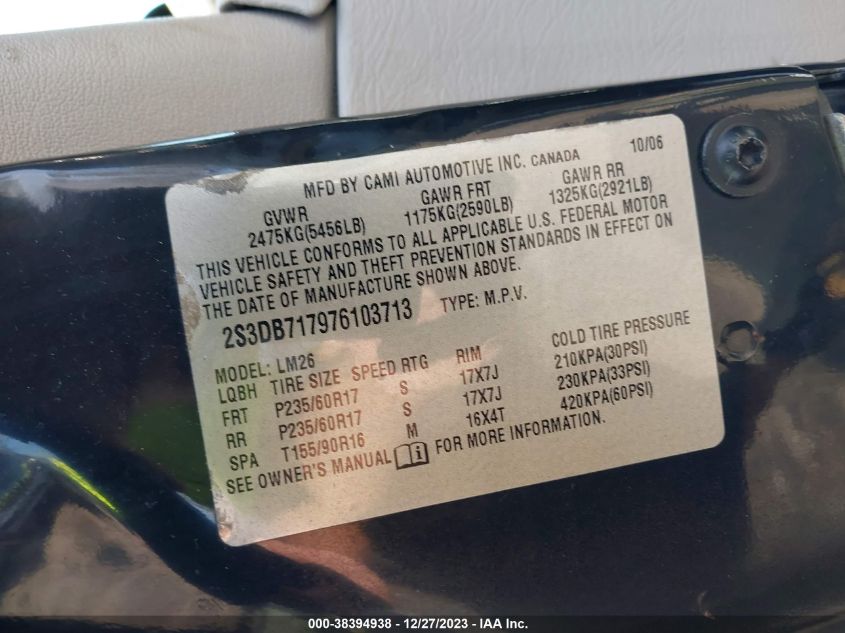 MFD BY CAMI AUTOMOTIVE INC. CANADA 10/06
GVWR GAWR FRT GAWR RR
2475KG(5456LB) 1175KG(2590LB) 1325KG(2921LB)
THIS VEHICLE CONFORMS TO ALL APPLICABLE U.S. FEDERAL MOTOR
VEHICLE SAFETY AND THEFT PREVENTION STANDARDS IN EFFECT ON
THE DATE OF MANUFACTURE SHOWN ABOVE.
2S3DB717976103713 TYPE: M.P.V.
MODEL: LM26
LQBH TIRE SIZE SPEED RTG RIM COLD TIRE PRESSURE
FRT P235/60R17 S 17X7J 210KPA(30PSI)
RR P235/60R17 S 17X7J 230KPA(33PSI)
SPA T155/90R16 M 16X4T 420KPA(60PSI)
SEE OWNER'S MANUAL FOR MORE INFORMATION.
000-38394938 - 12/27/2023 - IAA Inc.